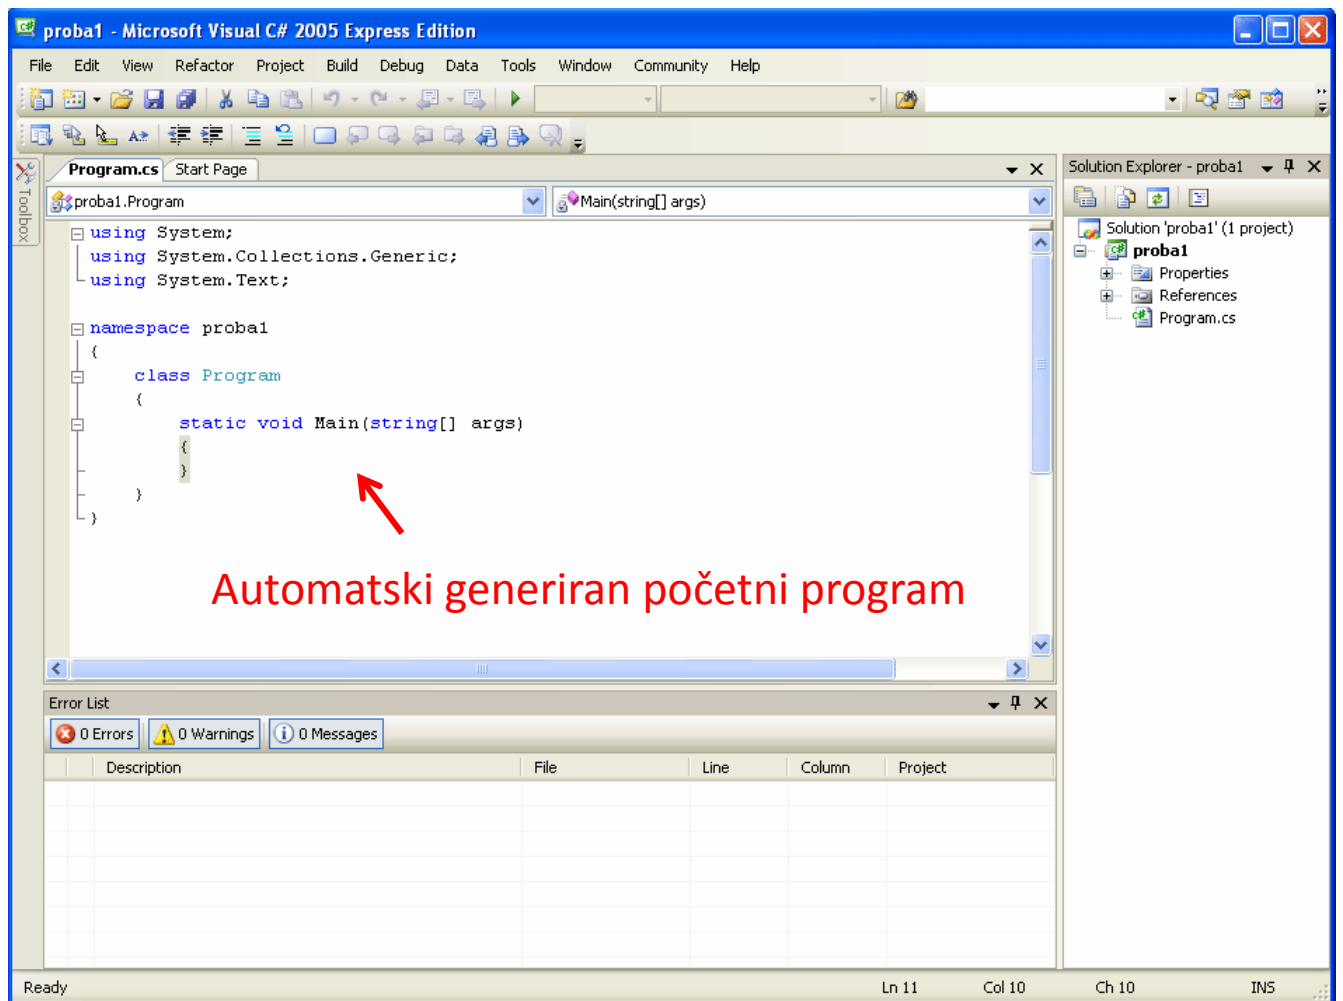 proba1 - Microsoft Visual C# 2005 Express Edition
File Edit View Refactor Project Build Debug Data Tools Window Community Help
Program.cs Start Page
Toolbox
proba1.Program Main(string[] args)
using System;
using System.Collections.Generic;
using System.Text;
namespace proba1
{
class Program
{
static void Main(string[] args)
{
}
}
}
Automatski generiran početni program
Solution Explorer - proba1
Solution 'proba1' (1 project)
proba1
Properties
References
Program.cs
Error List
0 Errors 0 Warnings 0 Messages
Description File Line Column Project
Ready Ln 11 Col 10 Ch 10 INS